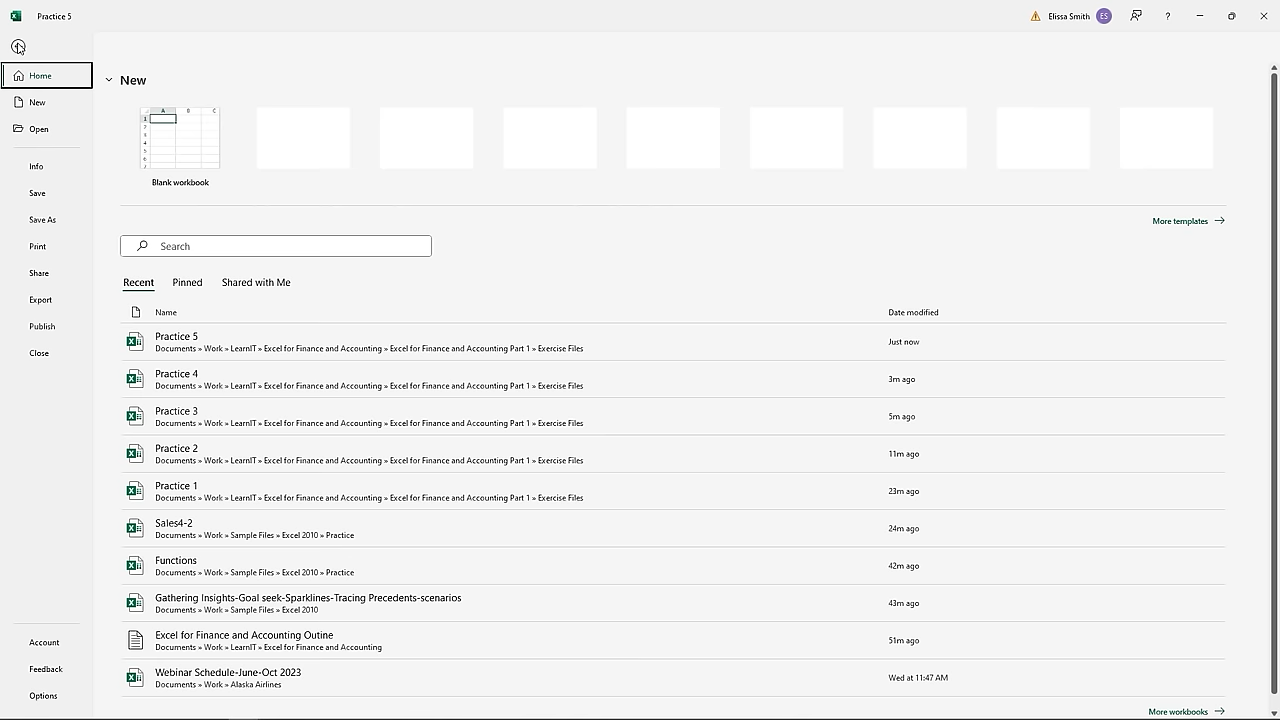 Practice 5
Elissa Smith ES ?
Home
New
Open
Info
Save
Save As
Print
Share
Export
Publish
Close
Account
Feedback
Options
New
A B C
1
2
3
4
5
6
7
Blank workbook
More templates
Search
Recent Pinned Shared with Me
Name Date modified
Practice 5
Documents » Work » LearnIT » Excel for Finance and Accounting » Excel for Finance and Accounting Part 1 » Exercise Files
Just now
Practice 4
Documents » Work » LearnIT » Excel for Finance and Accounting » Excel for Finance and Accounting Part 1 » Exercise Files
3m ago
Practice 3
Documents » Work » LearnIT » Excel for Finance and Accounting » Excel for Finance and Accounting Part 1 » Exercise Files
5m ago
Practice 2
Documents » Work » LearnIT » Excel for Finance and Accounting » Excel for Finance and Accounting Part 1 » Exercise Files
11m ago
Practice 1
Documents » Work » LearnIT » Excel for Finance and Accounting » Excel for Finance and Accounting Part 1 » Exercise Files
23m ago
Sales4-2
Documents » Work » Sample Files » Excel 2010 » Practice
24m ago
Functions
Documents » Work » Sample Files » Excel 2010 » Practice
42m ago
Gathering Insights-Goal seek-Sparklines-Tracing Precedents-scenarios
Documents » Work » Sample Files » Excel 2010
43m ago
Excel for Finance and Accounting Outine
Documents » Work » LearnIT » Excel for Finance and Accounting
51m ago
Webinar Schedule-June-Oct 2023
Documents » Work » Alaska Airlines
Wed at 11:47 AM
More workbooks